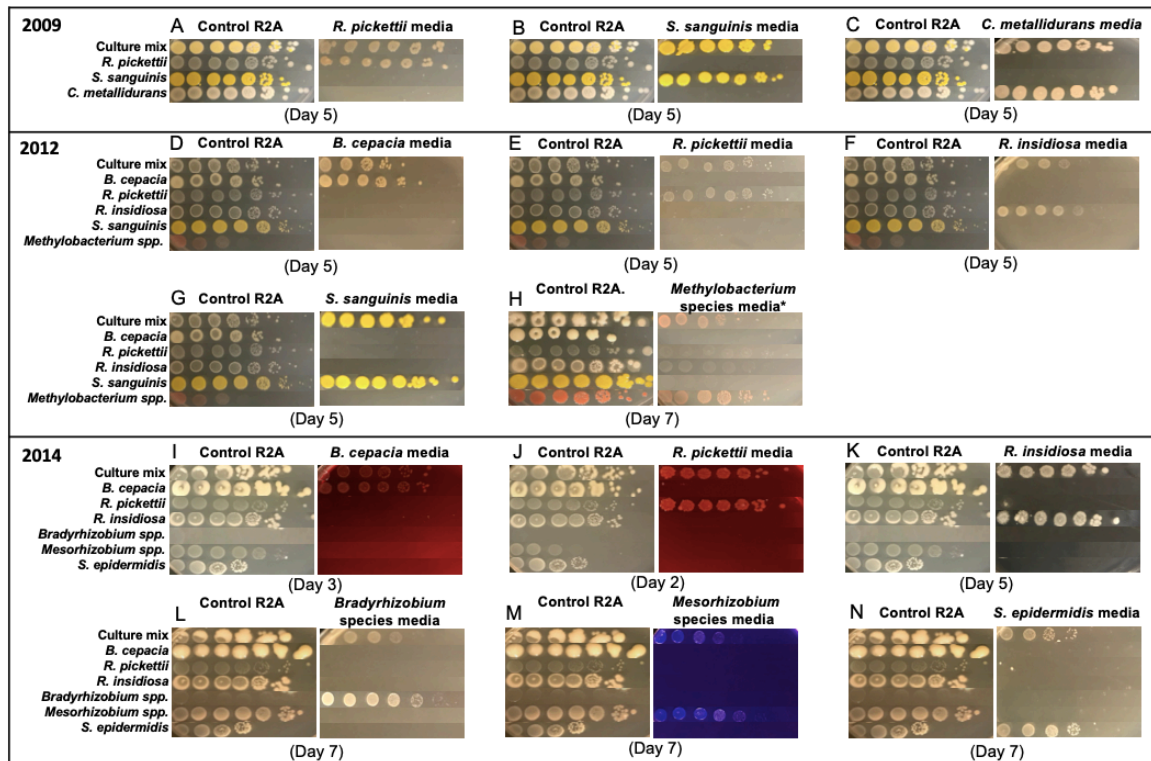 2009
A Control R2A R. pickettii media
B Control R2A S. sanguinis media
C Control R2A C. metallidurans media
Culture mix
R. pickettii
S. sanguinis
C. metallidurans
(Day 5) (Day 5) (Day 5)
2012
D Control R2A B. cepacia media
E Control R2A R. pickettii media
F Control R2A R. insidiosa media
Culture mix
B. cepacia
R. pickettii
R. insidiosa
S. sanguinis
Methylobacterium spp.
(Day 5) (Day 5) (Day 5)
G Control R2A S. sanguinis media
H Control R2A. Methylobacterium
species media*
Culture mix
B. cepacia
R. pickettii
R. insidiosa
S. sanguinis
Methylobacterium spp.
(Day 5) (Day 7)
2014
I Control R2A B. cepacia media
J Control R2A R. pickettii media
K Control R2A R. insidiosa media
Culture mix
B. cepacia
R. pickettii
R. insidiosa
Bradyrhizobium spp.
Mesorhizobium spp.
S. epidermidis
(Day 3) (Day 2) (Day 5)
L Control R2A Bradyrhizobium
species media
M Control R2A Mesorhizobium
species media
N Control R2A S. epidermidis media
Culture mix
B. cepacia
R. pickettii
R. insidiosa
Bradyrhizobium spp.
Mesorhizobium spp.
S. epidermidis
(Day 7) (Day 7) (Day 7)